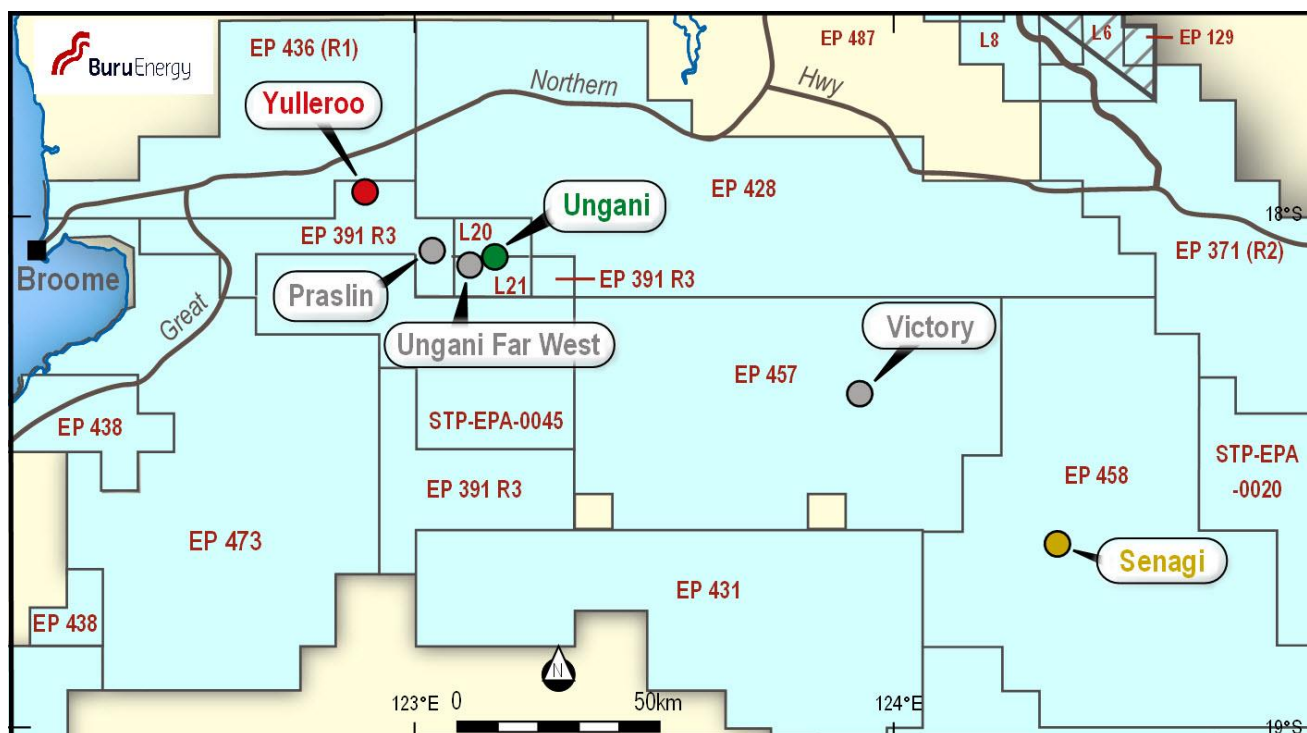 BuruEnergy
EP 436 (R1)
EP 487
L8
L6
EP 129
Northern
Hwy
Yulleroo
EP 428
Ungani
18°S
EP 391 R3
L20
EP 371 (R2)
Broome
L21
EP 391 R3
Praslin
Great
Ungani Far West
Victory
EP 457
EP 438
STP-EPA-0045
STP-EPA
-0020
EP 458
EP 391 R3
EP 473
Senagi
EP 431
EP 438
N
123°E
0
50km
124°E
19°S